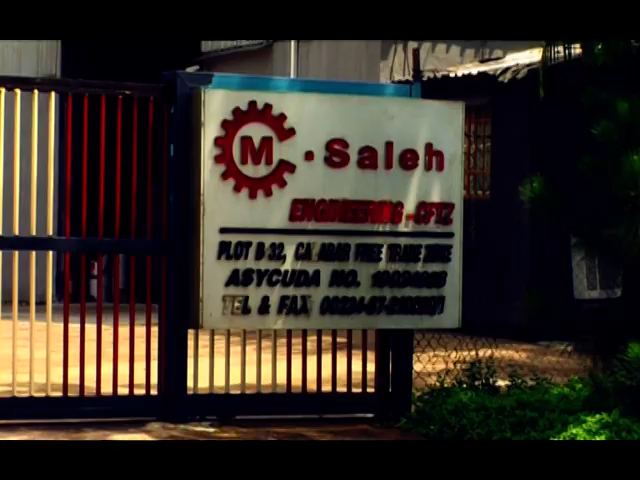 M.Saleh
ENGINEERING -CFTZ
PLOT B-32, CALABAR FREE TRADE ZONE
ASYCUDA NO.
TEL & FAX